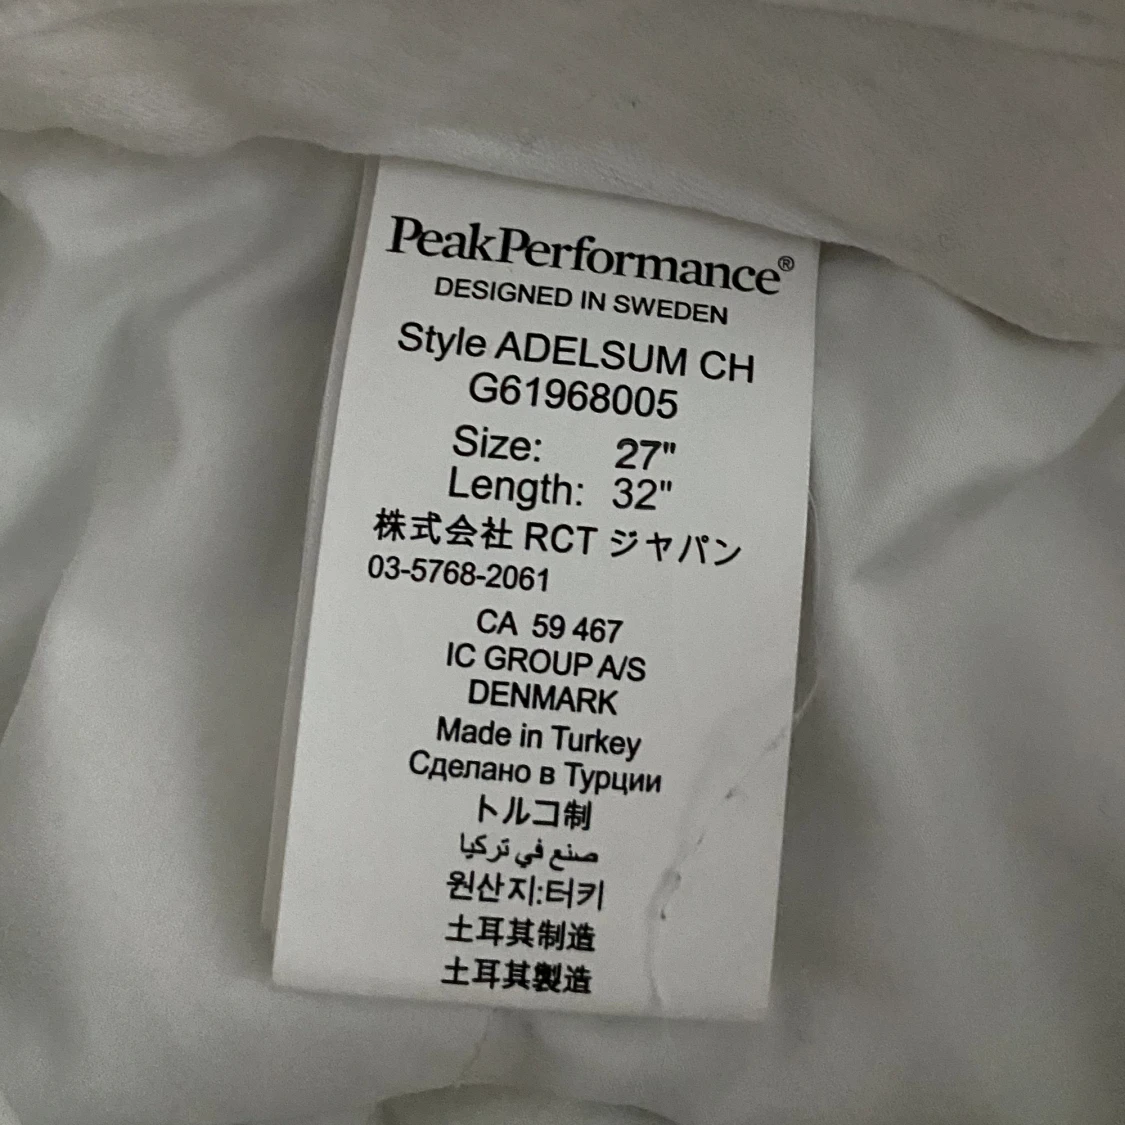 PeakPerformance®
DESIGNED IN SWEDEN
Style ADELSUM CH
G61968005
Size: 27"
Length: 32"
株式会社 RCT ジャパン
03-5768-2061
CA 59 467
IC GROUP A/S
DENMARK
Made in Turkey
Сделано в Турции
トルコ制
صنع في تركيا
원산지:터키
土耳其制造
土耳其製造